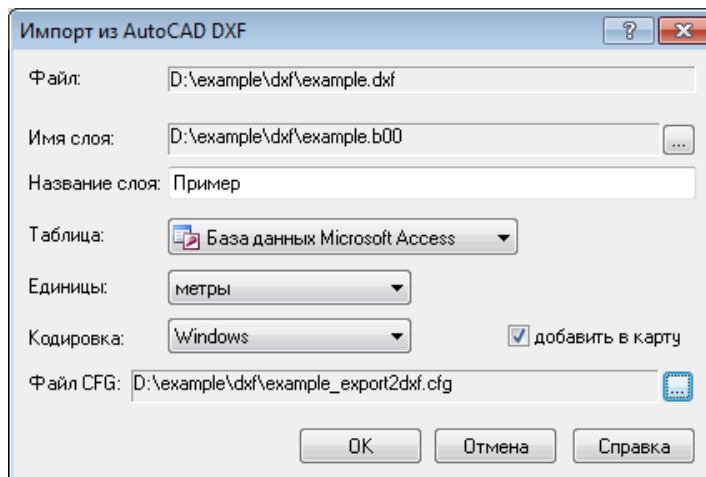 Импорт из AutoCAD DXF
Файл: D:\example\dxf\example.dxf
Имя слоя: D:\example\dxf\example.b00 ...
Название слоя: Пример
Таблица: База данных Microsoft Access
Единицы: метры
Кодировка: Windows добавить в карту
Файл CFG: D:\example\dxf\example_export2dxf.cfg ...
OK Отмена Справка